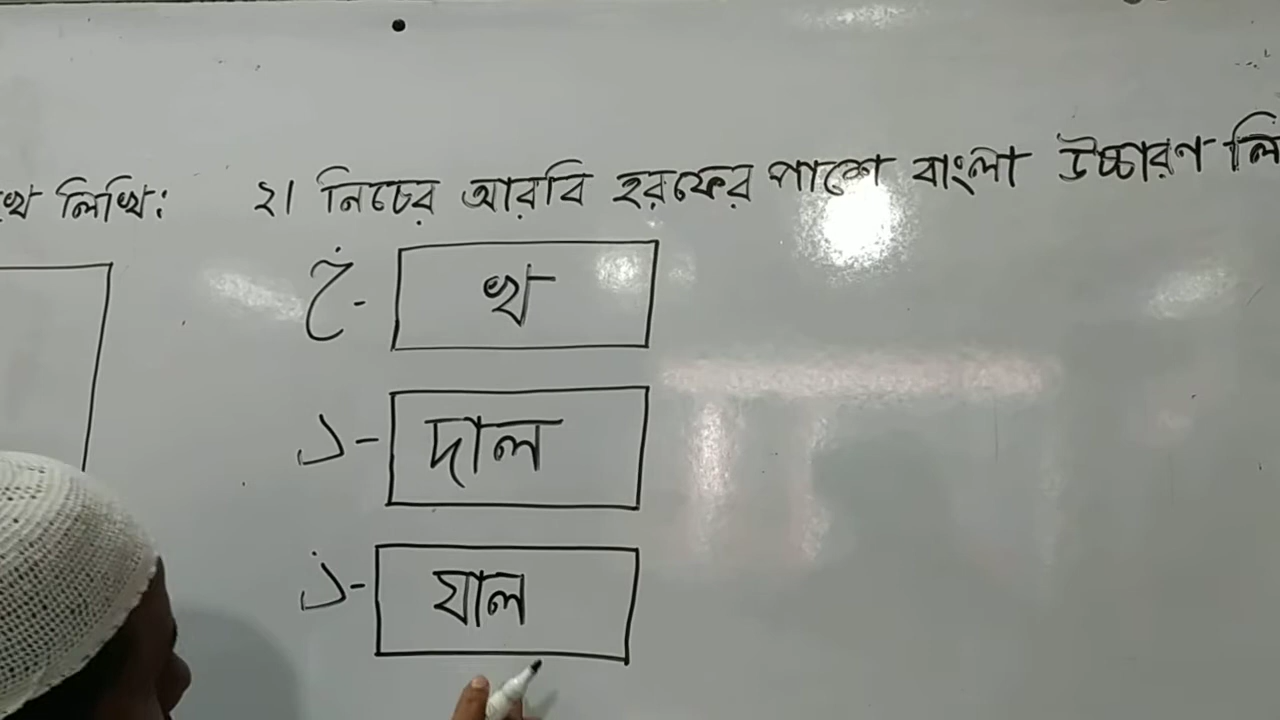 লিখি:
২। নিচের আরবি হরফের পাশে বাংলা উচ্চারণ লি
خ - খ
د - দাল
ذ - যাল